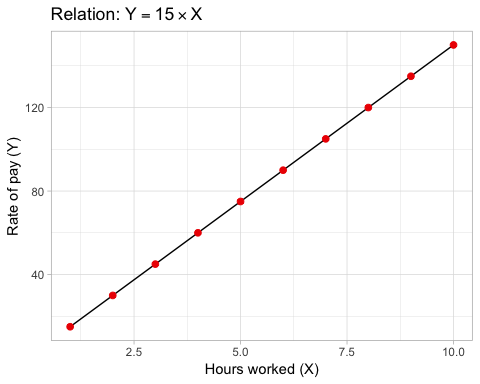 Relation: Y = 15 × X
Rate of pay (Y)
120
80
40
2.5 5.0 7.5 10.0
Hours worked (X)